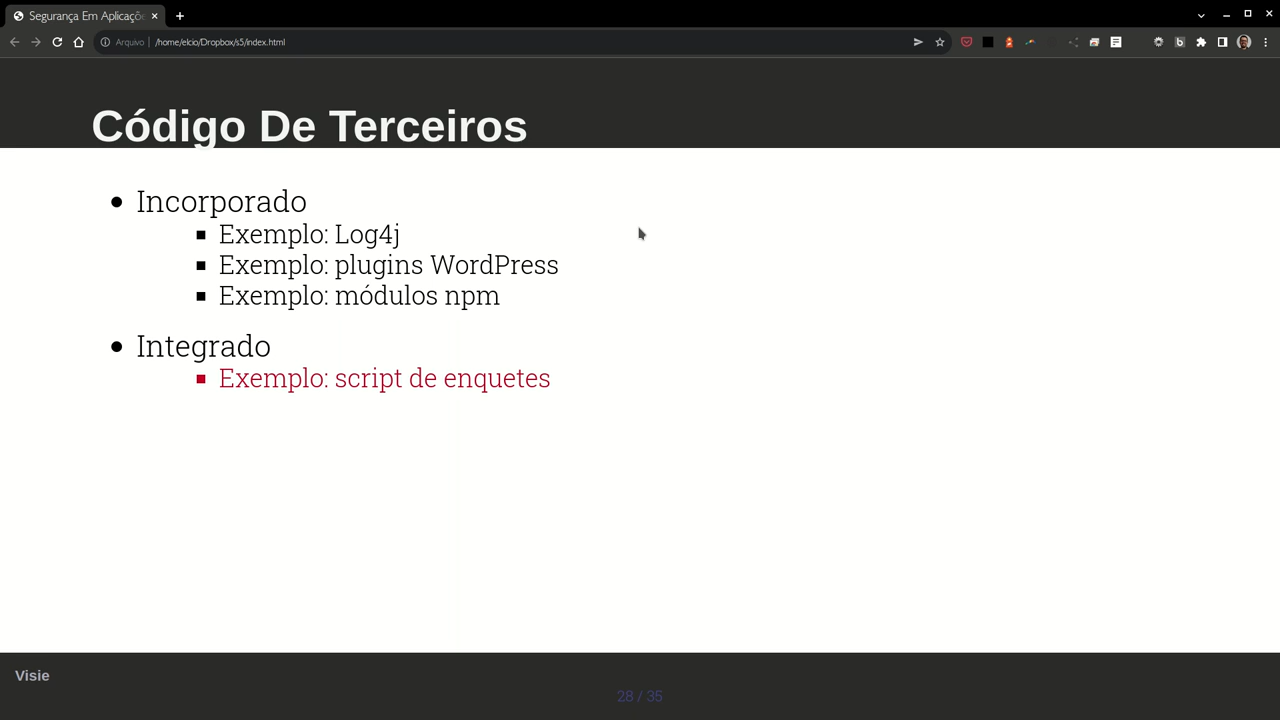 Segurança Em Aplicaçõ
Arquivo
/home/elcio/Dropbox/s5/index.html
Código De Terceiros
Incorporado
Exemplo: Log4j
Exemplo: plugins WordPress
Exemplo: módulos npm
Integrado
Exemplo: script de enquetes
Visie
28 / 35